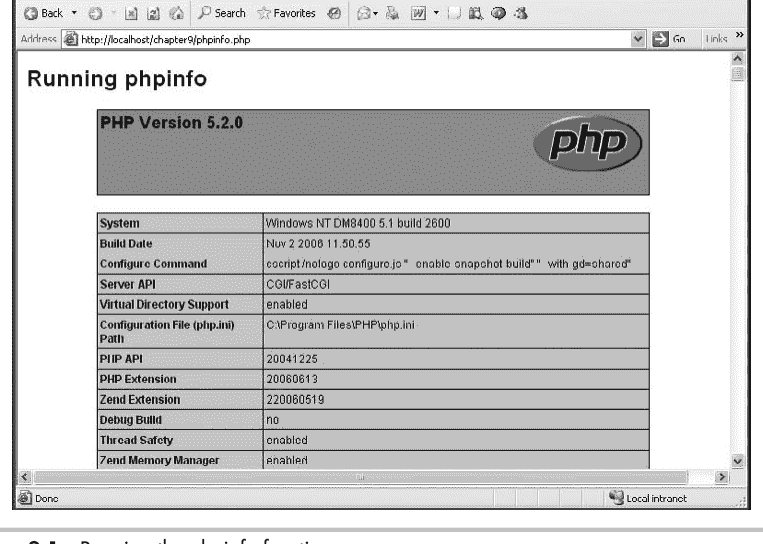 Back Search Favorites
Address http://localhost/chapter9/phpinfo.php Go Links »
Running phpinfo
PHP Version 5.2.0
php
System Windows NT DM8400 5.1 build 2600
Build Date Nov 2 2006 11:50:55
Configure Command cscript /nologo configure.js "--enable-snapshot-build" "--with-gd=shared"
Server API CGI/FastCGI
Virtual Directory Support enabled
Configuration File (php.ini) C:\Program Files\PHP\php.ini
Path
PHP API 20041225
PHP Extension 20060613
Zend Extension 220060519
Debug Build no
Thread Safety enabled
Zend Memory Manager enabled
Done Local intranet